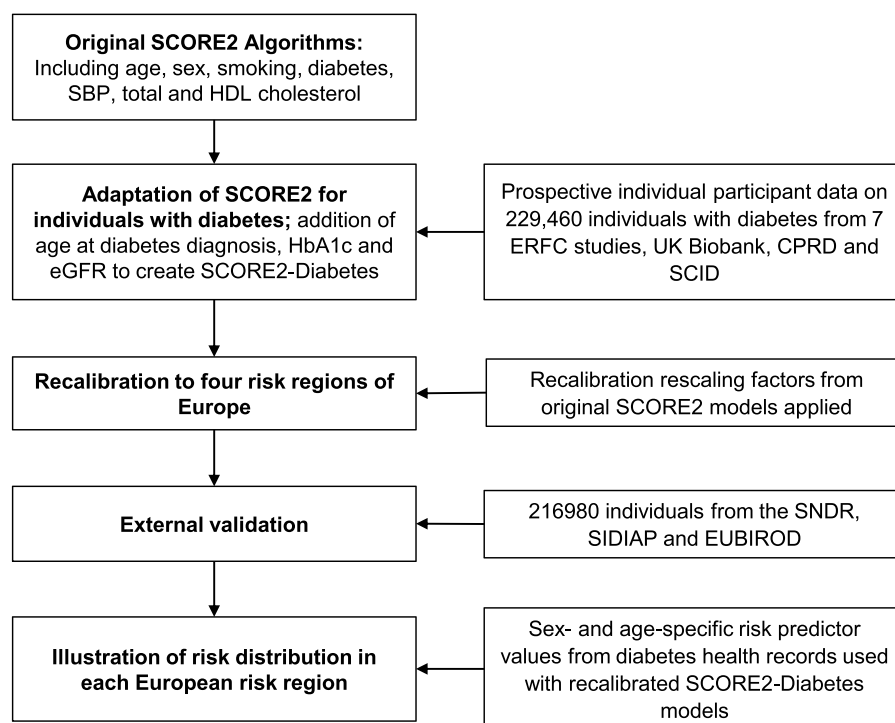 Original SCORE2 Algorithms:
Including age, sex, smoking, diabetes,
SBP, total and HDL cholesterol
Adaptation of SCORE2 for
individuals with diabetes; addition of
age at diabetes diagnosis, HbA1c and
eGFR to create SCORE2-Diabetes
Prospective individual participant data on
229,460 individuals with diabetes from 7
ERFC studies, UK Biobank, CPRD and
SCID
Recalibration to four risk regions of
Europe
Recalibration rescaling factors from
original SCORE2 models applied
External validation
216980 individuals from the SNDR,
SIDIAP and EUBIROD
Illustration of risk distribution in
each European risk region
Sex- and age-specific risk predictor
values from diabetes health records used
with recalibrated SCORE2-Diabetes
models